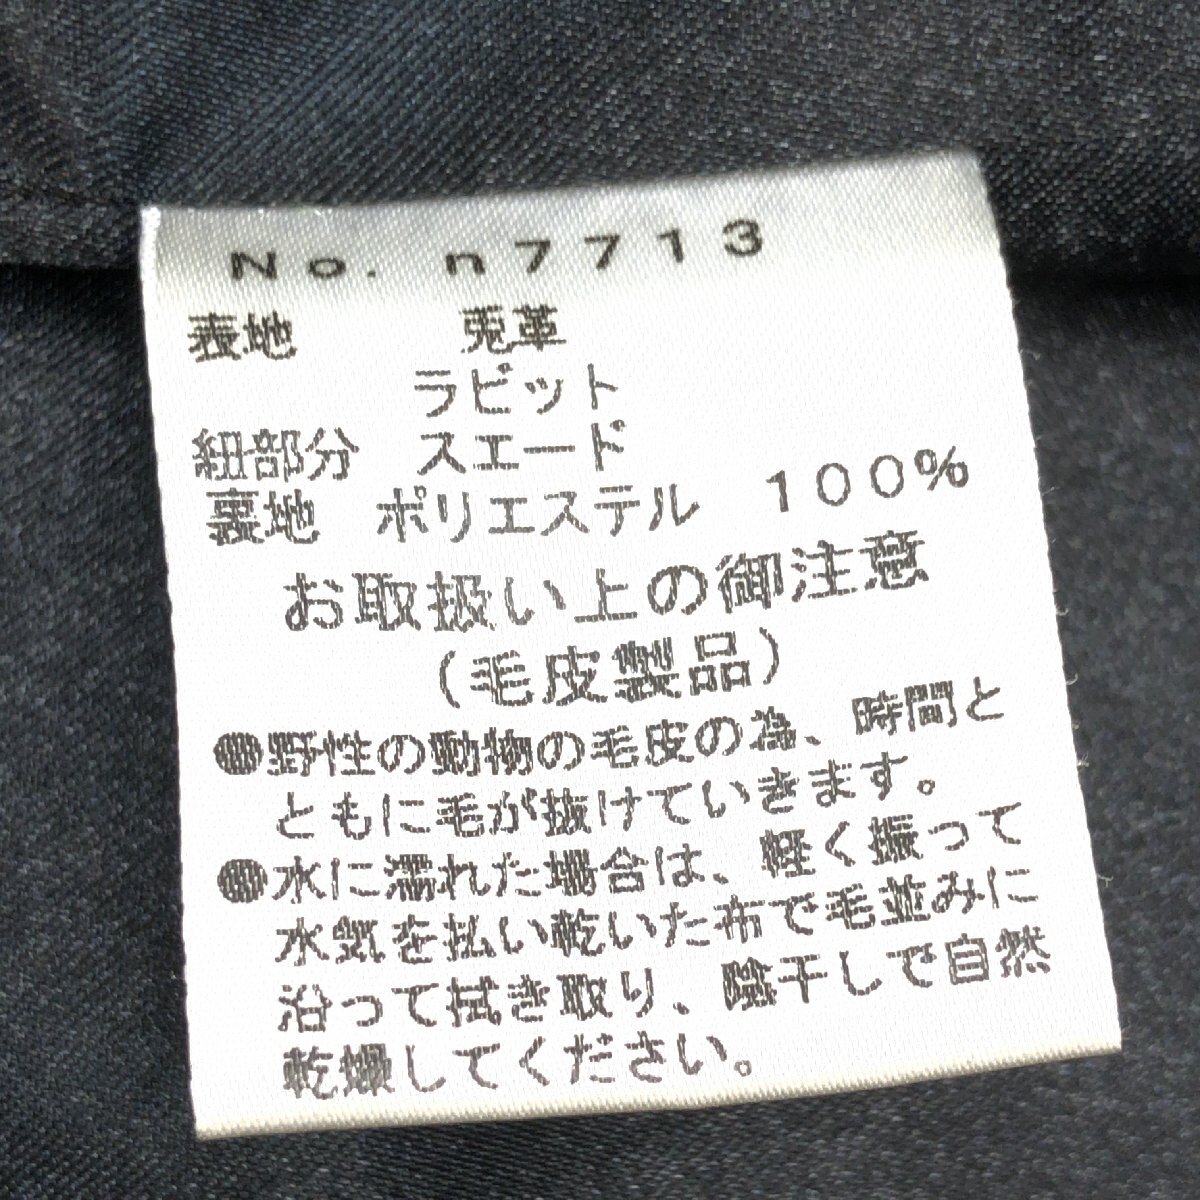 No. n7713
表地 兎革
ラビット
紐部分 スエード
裏地 ポリエステル 100%
お取扱い上の御注意
(毛皮製品)
●野性の動物の毛皮の為、時間と
ともに毛が抜けていきます。
●水に濡れた場合は、軽く振って
水気を払い乾いた布で毛並みに
沿って拭き取り、陰干しで自然
乾燥してください。